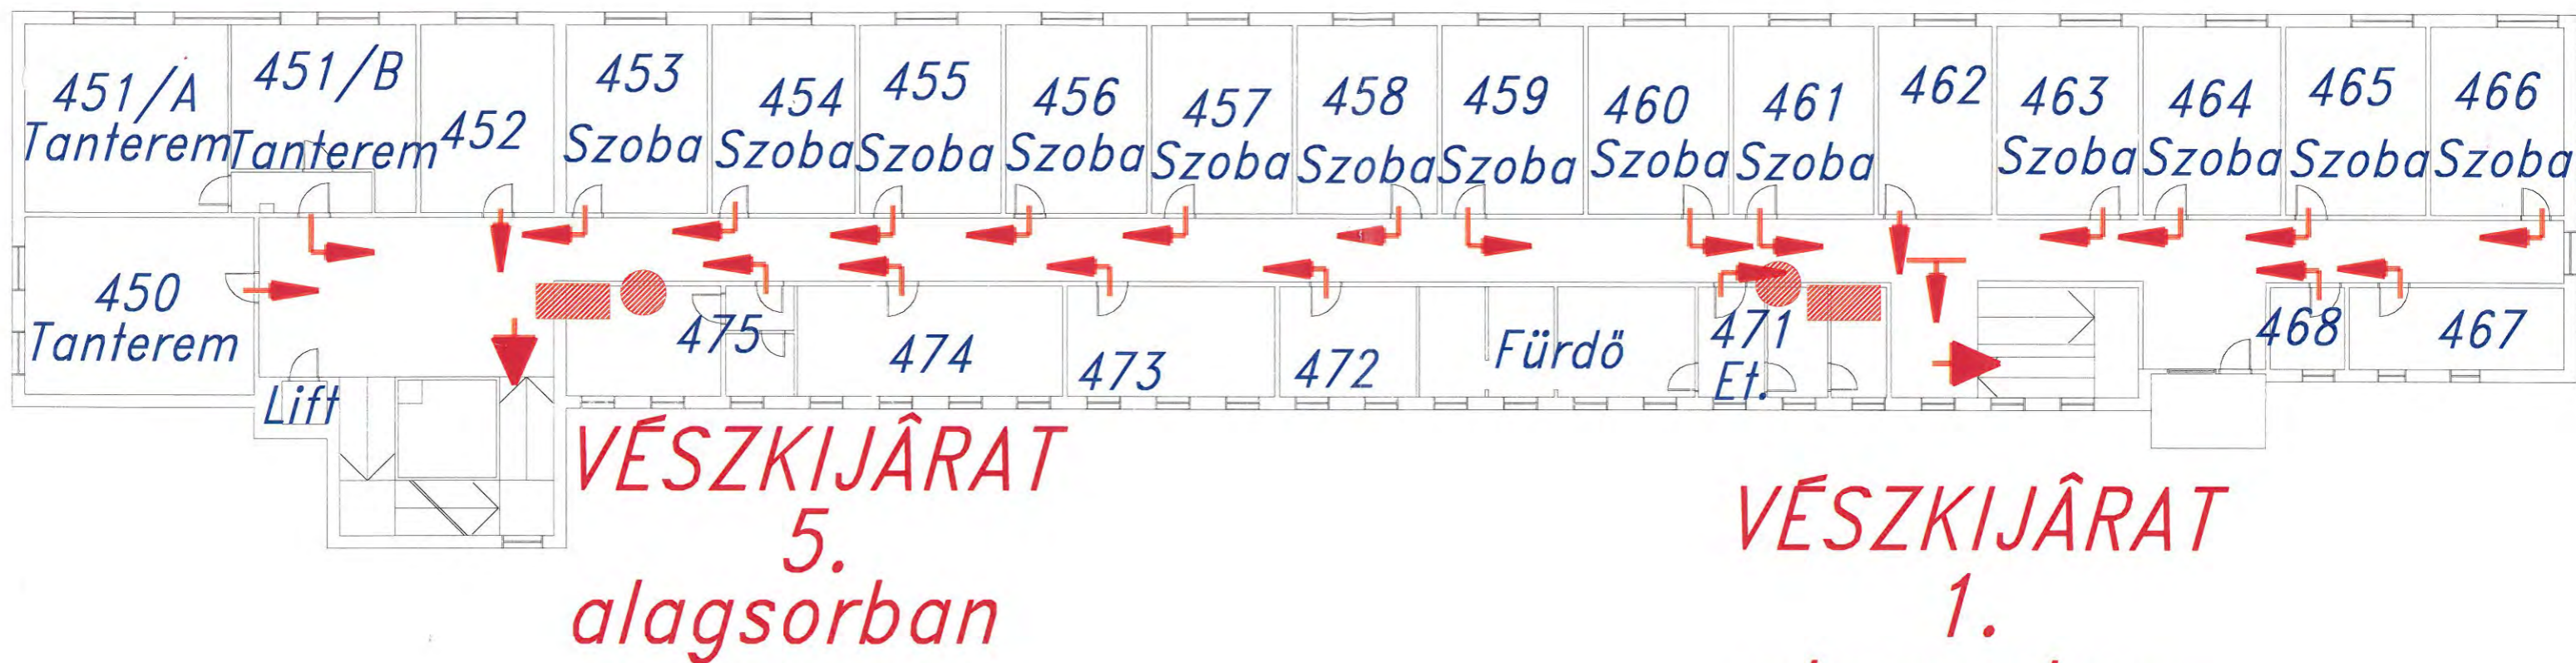 451/A
Tanterem
451/B
Tanterem
452
453
Szoba
454
Szoba
455
Szoba
456
Szoba
457
Szoba
458
Szoba
459
Szoba
460
Szoba
461
Szoba
462
463
Szoba
464
Szoba
465
Szoba
466
Szoba
450
Tanterem
Lift
475
474
473
472
Fürdő
471
Et.
468
467
VÉSZKIJÂRAT
5.
alagsorban
VÉSZKIJÂRAT
1.